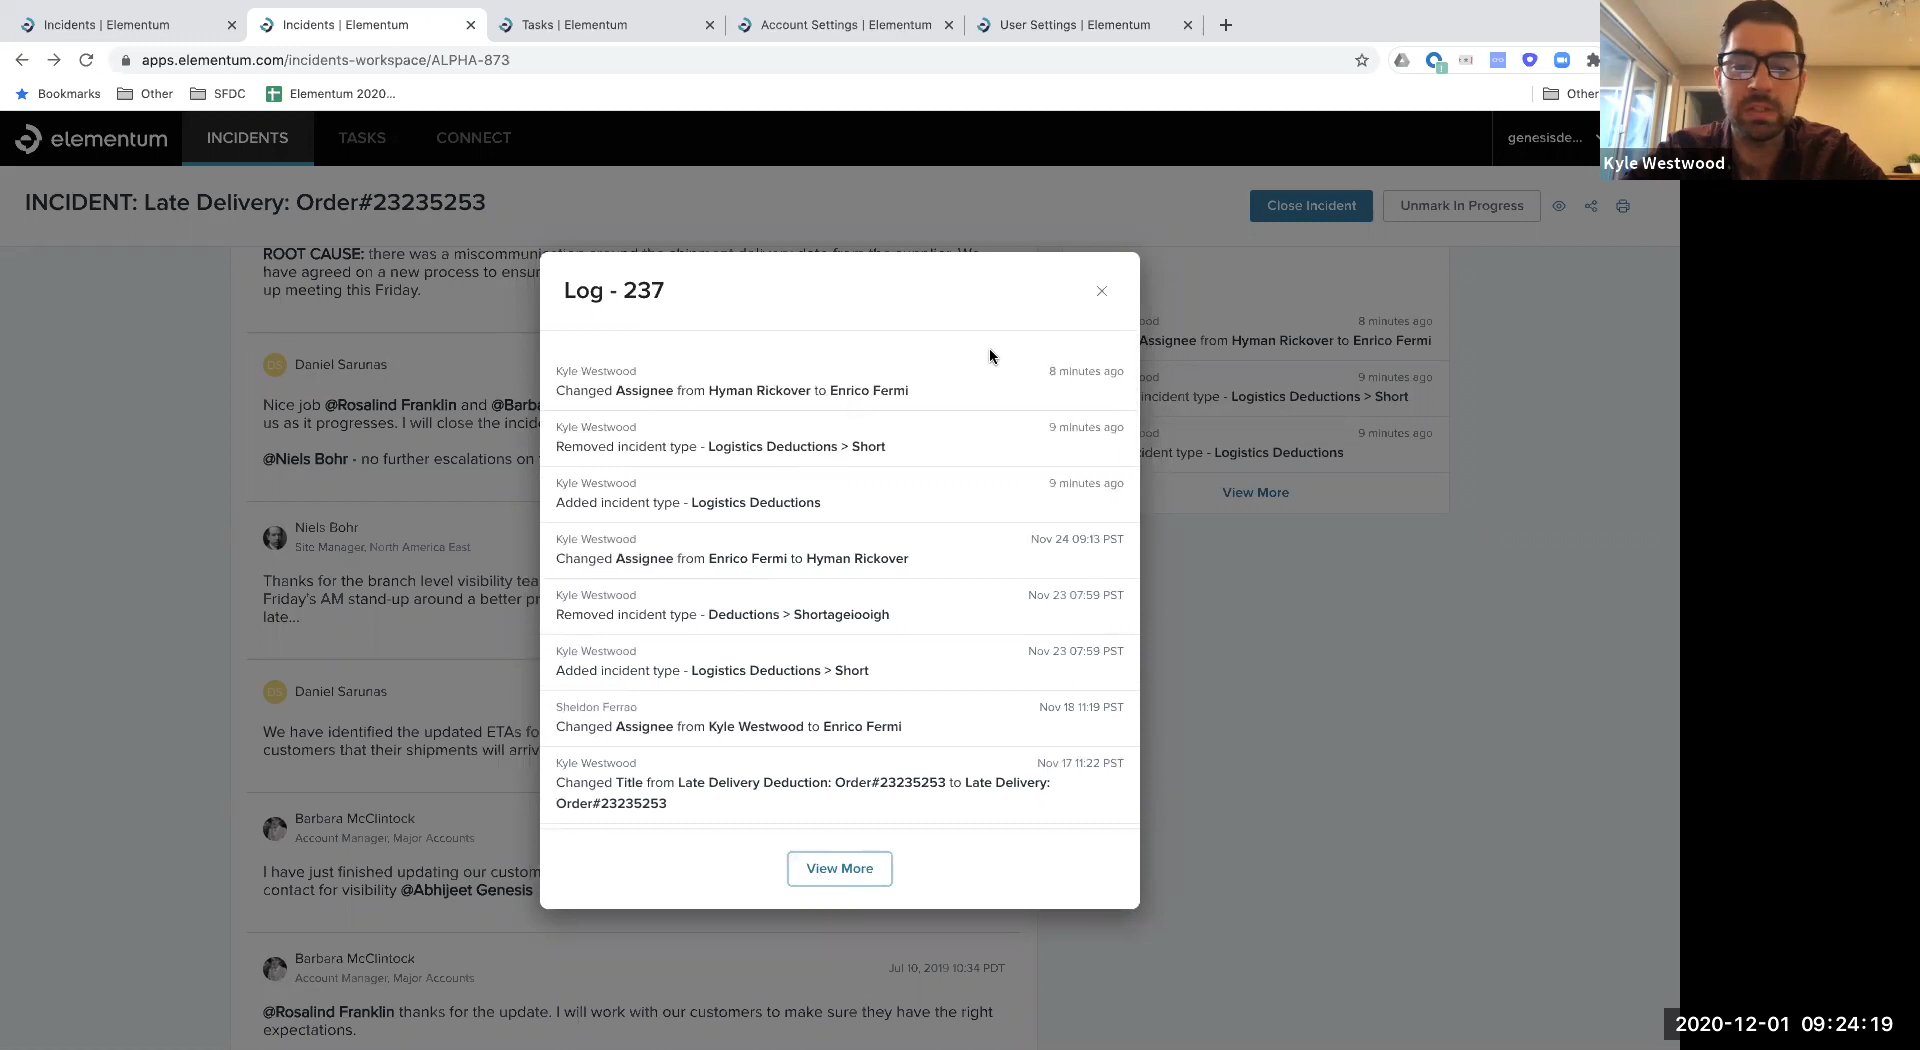 Incidents | Elementum
Incidents | Elementum
Tasks | Elementum
Account Settings | Elementum
User Settings | Elementum
apps.elementum.com/incidents-workspace/ALPHA-873
Bookmarks
Other
SFDC
Elementum 2020...
Other
elementum
INCIDENTS
TASKS
CONNECT
genesisde...
Kyle Westwood
INCIDENT: Late Delivery: Order#23235253
Close Incident
Unmark In Progress
ROOT CAUSE: there was a miscommunication around the shipment delivery date from the supplier. We
have agreed on a new process to ensur
up meeting this Friday.
DS
Daniel Sarunas
Nice job @Rosalind Franklin and @Barba
us as it progresses. I will close the incid
@Niels Bohr - no further escalations on
Niels Bohr
Site Manager, North America East
Thanks for the branch level visibility tea
Friday's AM stand-up around a better pr
late...
DS
Daniel Sarunas
We have identified the updated ETAs fo
customers that their shipments will arriv
Barbara McClintock
Account Manager, Major Accounts
I have just finished updating our custom
contact for visibility @Abhijeet Genesis
Barbara McClintock
Account Manager, Major Accounts
Jul 10, 2019 10:34 PDT
@Rosalind Franklin thanks for the update. I will work with our customers to make sure they have the right
expectations.
Log - 237
Kyle Westwood
8 minutes ago
Changed Assignee from Hyman Rickover to Enrico Fermi
Kyle Westwood
9 minutes ago
Removed incident type - Logistics Deductions > Short
Kyle Westwood
9 minutes ago
Added incident type - Logistics Deductions
Kyle Westwood
Nov 24 09:13 PST
Changed Assignee from Enrico Fermi to Hyman Rickover
Kyle Westwood
Nov 23 07:59 PST
Removed incident type - Deductions > Shortageiooigh
Kyle Westwood
Nov 23 07:59 PST
Added incident type - Logistics Deductions > Short
Sheldon Ferrao
Nov 18 11:19 PST
Changed Assignee from Kyle Westwood to Enrico Fermi
Kyle Westwood
Nov 17 11:22 PST
Changed Title from Late Delivery Deduction: Order#23235253 to Late Delivery:
Order#23235253
View More
ood
8 minutes ago
Assignee from Hyman Rickover to Enrico Fermi
ood
9 minutes ago
incident type - Logistics Deductions > Short
ood
9 minutes ago
ident type - Logistics Deductions
View More
2020-12-01 09:24:19